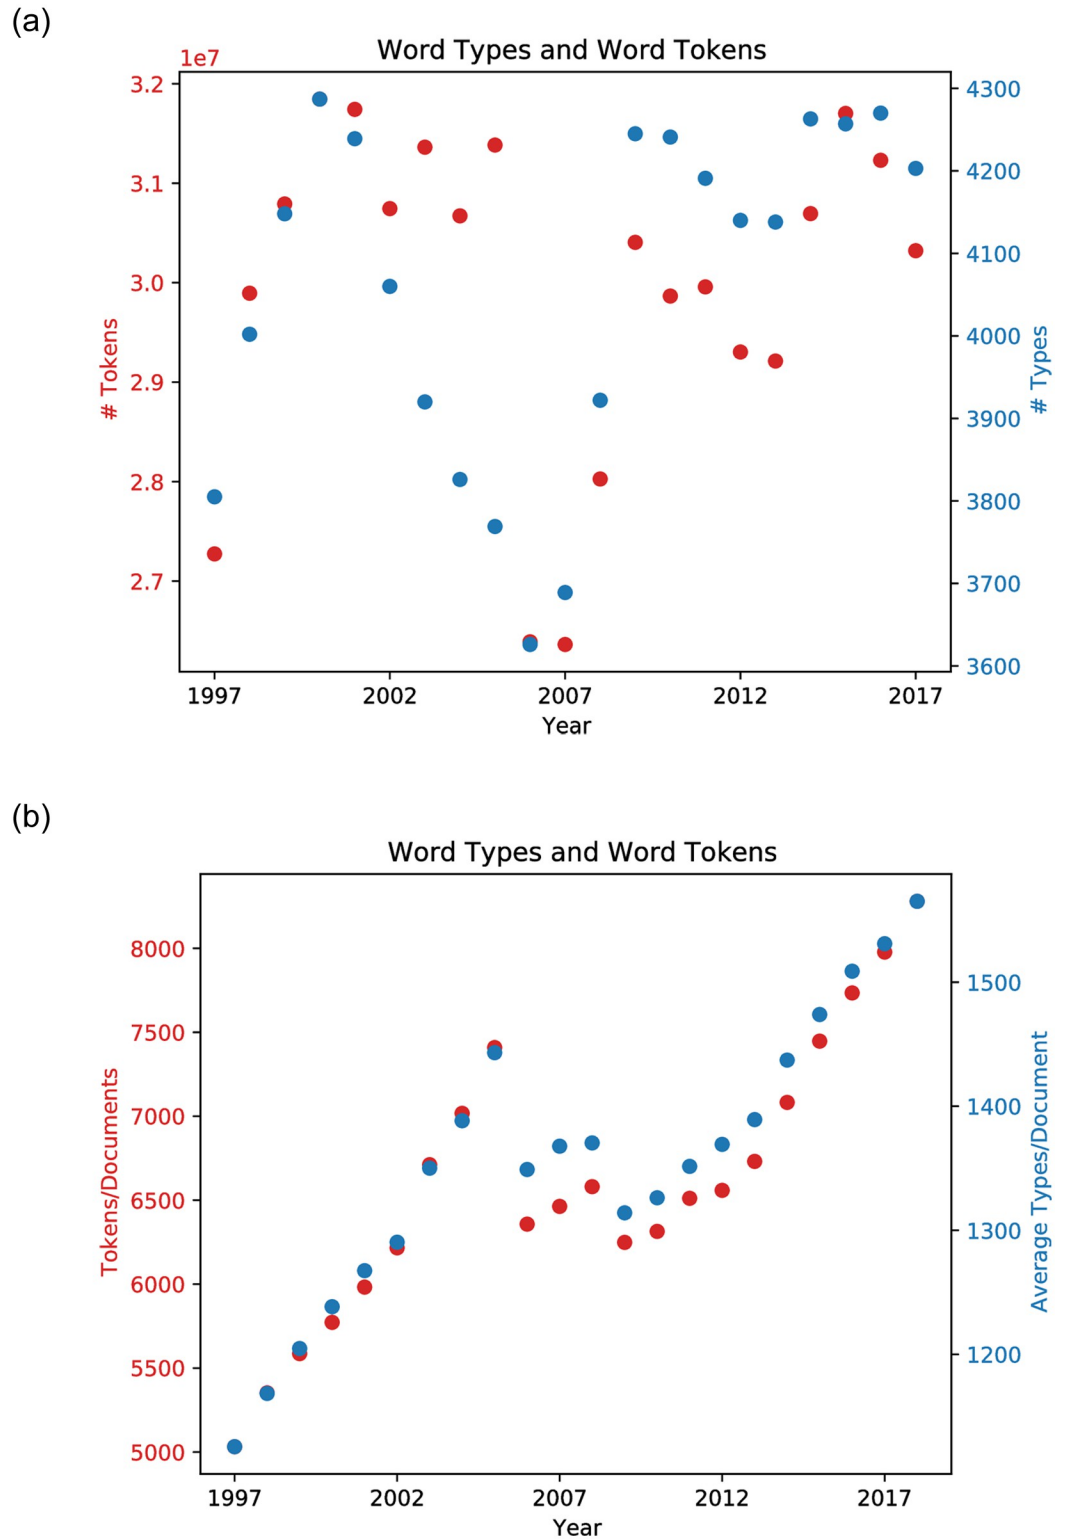 (a)
Word Types and Word Tokens
1e7
3.2
3.1
3.0
2.9
2.8
2.7
# Tokens
4300
4200
4100
4000
3900
3800
3700
3600
# Types
1997 2002 2007 2012 2017
Year
(b)
Word Types and Word Tokens
8000
7500
7000
6500
6000
5500
5000
Tokens/Documents
1500
1400
1300
1200
Average Types/Document
1997 2002 2007 2012 2017
Year